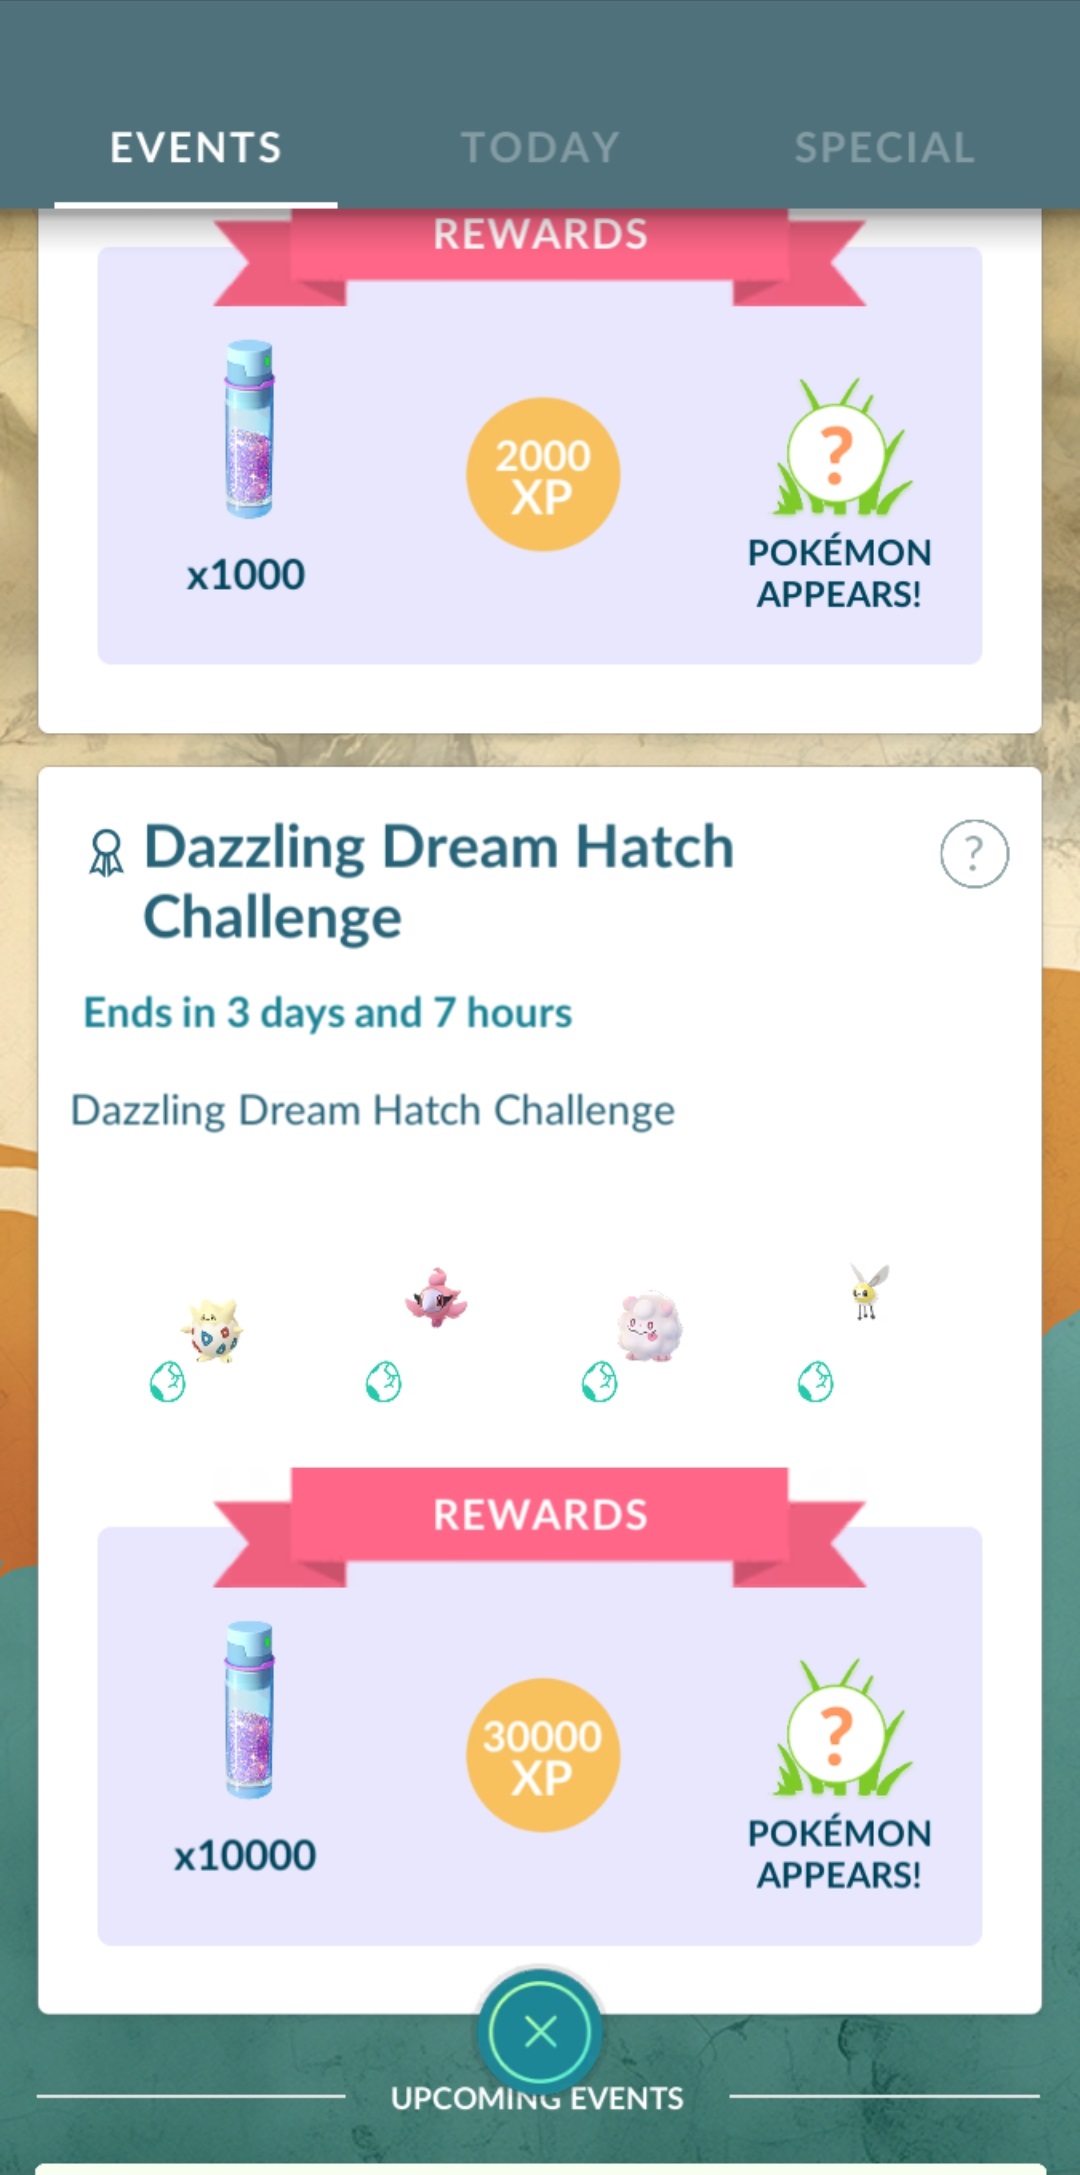 EVENTS
TODAY
SPECIAL
REWARDS
x1000
2000
XP
?
POKÉMON
APPEARS!
Dazzling Dream Hatch
Challenge
?
Ends in 3 days and 7 hours
Dazzling Dream Hatch Challenge
REWARDS
x10000
30000
XP
?
POKÉMON
APPEARS!
UPCOMING EVENTS